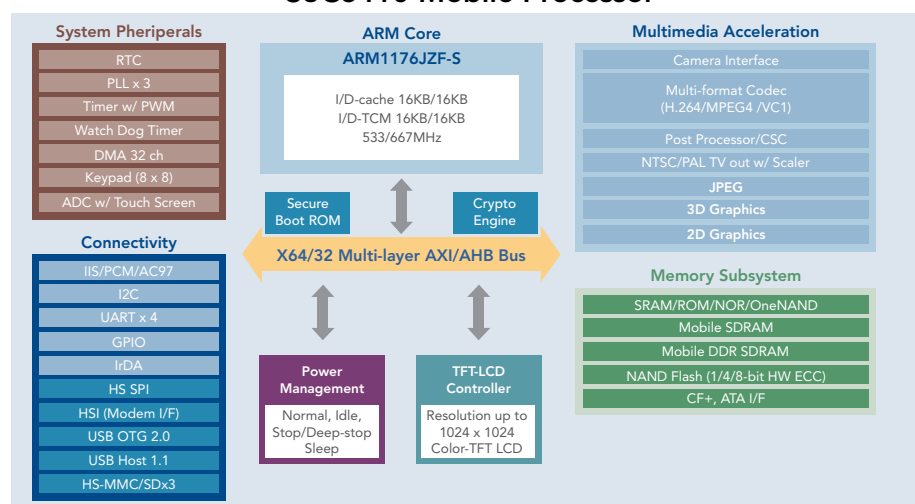 System Pheriperals
RTC
PLL x 3
Timer w/ PWM
Watch Dog Timer
DMA 32 ch
Keypad (8 x 8)
ADC w/ Touch Screen
Connectivity
IIS/PCM/AC97
I2C
UART x 4
GPIO
IrDA
HS SPI
HSI (Modem I/F)
USB OTG 2.0
USB Host 1.1
HS-MMC/SDx3
ARM Core
ARM1176JZF-S
I/D-cache 16KB/16KB
I/D-TCM 16KB/16KB
533/667MHz
Secure
Boot ROM
Crypto
Engine
X64/32 Multi-layer AXI/AHB Bus
Power
Management
Normal, Idle,
Stop/Deep-stop
Sleep
TFT-LCD
Controller
Resolution up to
1024 x 1024
Color-TFT LCD
Multimedia Acceleration
Camera Interface
Multi-format Codec
(H.264/MPEG4 /VC1)
Post Processor/CSC
NTSC/PAL TV out w/ Scaler
JPEG
3D Graphics
2D Graphics
Memory Subsystem
SRAM/ROM/NOR/OneNAND
Mobile SDRAM
Mobile DDR SDRAM
NAND Flash (1/4/8-bit HW ECC)
CF+, ATA I/F